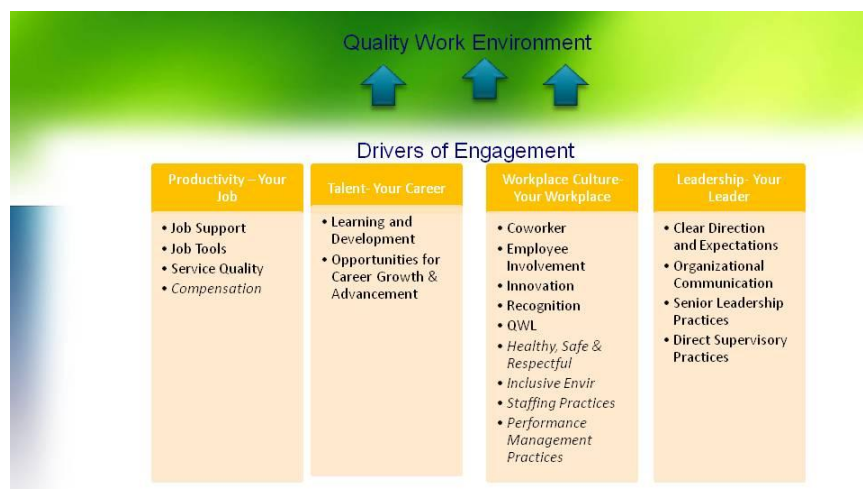 Quality Work Environment
Drivers of Engagement
Productivity – Your
Job
• Job Support
• Job Tools
• Service Quality
• Compensation
Talent- Your Career
• Learning and
Development
• Opportunities for
Career Growth &
Advancement
Workplace Culture-
Your Workplace
• Coworker
• Employee
Involvement
• Innovation
• Recognition
• QWL
• Healthy, Safe &
Respectful
• Inclusive Envir
• Staffing Practices
• Performance
Management
Practices
Leadership- Your
Leader
• Clear Direction
and Expectations
• Organizational
Communication
• Senior Leadership
Practices
• Direct Supervisory
Practices